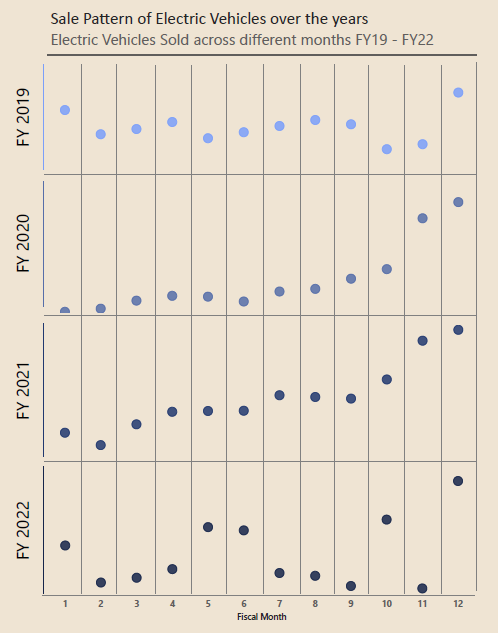 Sale Pattern of Electric Vehicles over the years
Electric Vehicles Sold across different months FY19 - FY22
FY 2019
FY 2020
FY 2021
FY 2022
1 2 3 4 5 6 7 8 9 10 11 12
Fiscal Month